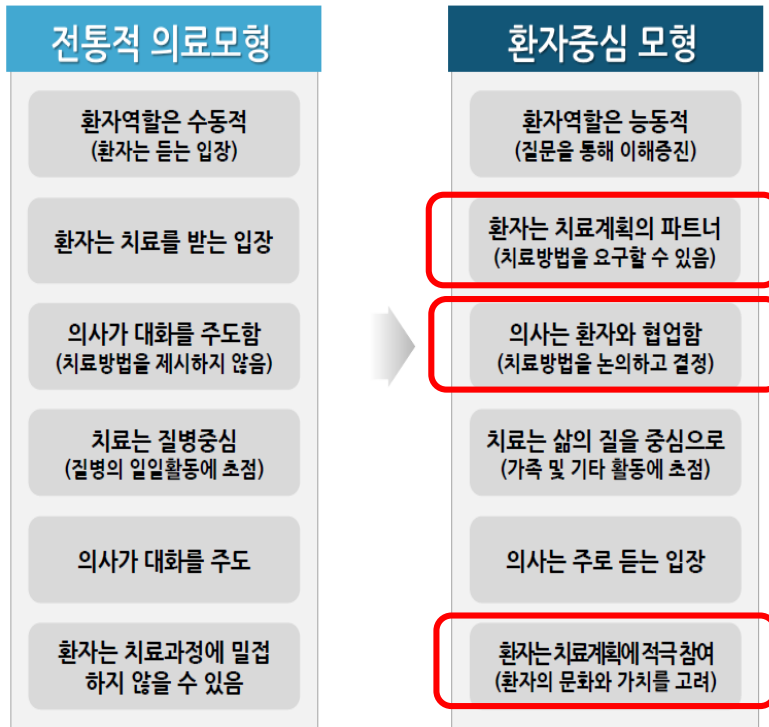 전통적 의료모형
환자역할은 수동적
(환자는 듣는 입장)
환자는 치료를 받는 입장
의사가 대화를 주도함
(치료방법을 제시하지 않음)
치료는 질병중심
(질병의 일일활동에 초점)
의사가 대화를 주도
환자는 치료과정에 밀접
하지 않을 수 있음
환자중심 모형
환자역할은 능동적
(질문을 통해 이해증진)
환자는 치료계획의 파트너
(치료방법을 요구할 수 있음)
의사는 환자와 협업함
(치료방법을 논의하고 결정)
치료는 삶의 질을 중심으로
(가족 및 기타 활동에 초점)
의사는 주로 듣는 입장
환자는 치료계획에 적극 참여
(환자의 문화와 가치를 고려)